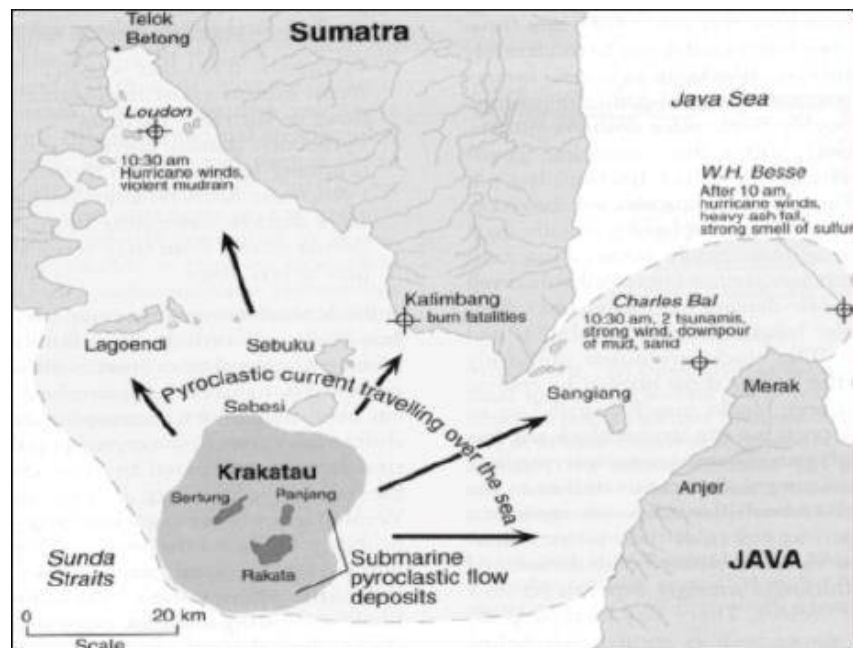 Telok
Betong
Sumatra
Loudon
10:30 am
Hurricane winds,
violent mudrain
Java Sea
W.H. Besse
After 10 am,
hurricane winds,
heavy ash fall,
strong smell of sulfur
Kalimbang
burn fatalities
Charles Bal
10:30 am, 2 tsunamis,
strong wind, downpour
of mud, sand
Lagoendi
Sebuku
Pyroclastic current travelling over the sea
Sebesi
Sangiang
Merak
Krakatau
Sertung
Panjang
Anjer
Rakata
Sunda
Straits
Submarine
pyroclastic flow
deposits
JAVA
0
20 km
Scale